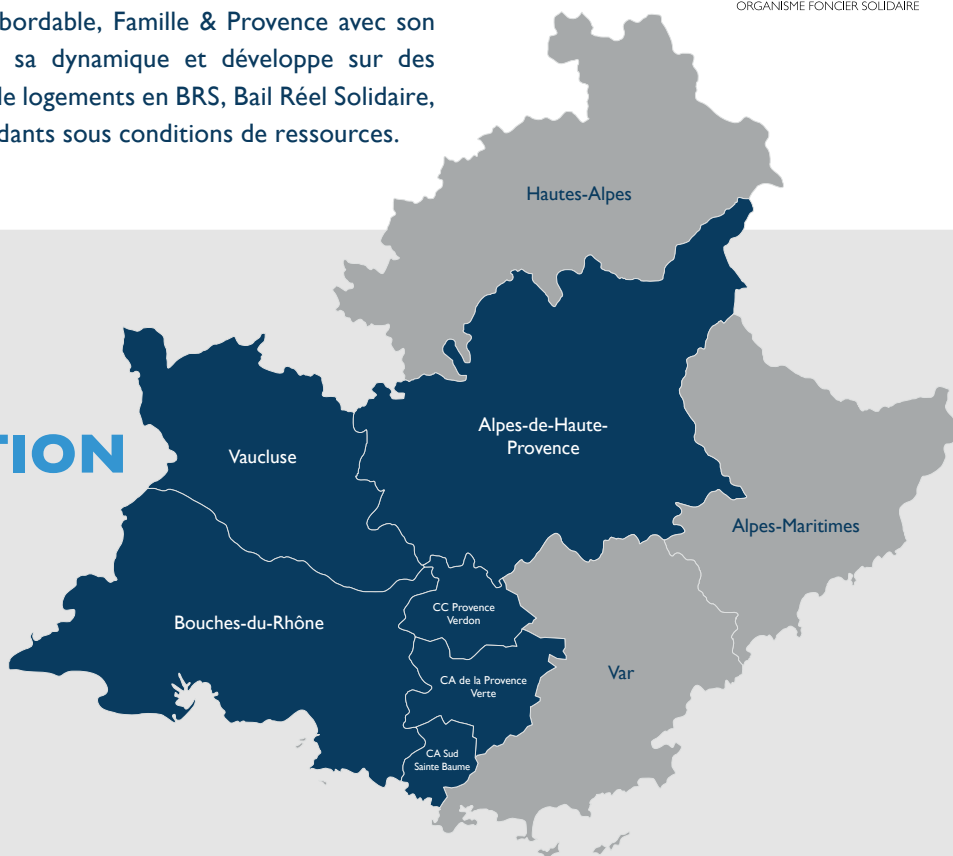 ORGANISME FONCIER SOLIDAIRE
bordable, Famille & Provence avec son
sa dynamique et développe sur des
le logements en BRS, Bail Réel Solidaire,
dants sous conditions de ressources.
Hautes-Alpes
Alpes-de-Haute-
Provence
TION
Vaucluse
Alpes-Maritimes
Bouches-du-Rhône
CC Provence
Verdon
CA de la Provence
Verte
Var
CA Sud
Sainte Baume